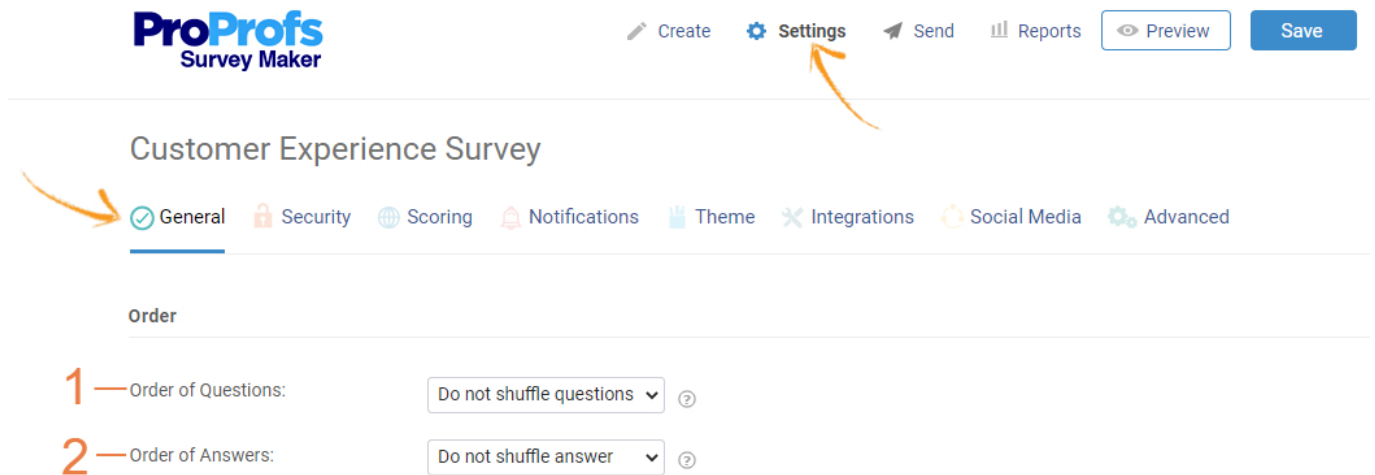 ProProfs
Survey Maker
Create Settings Send Reports Preview Save
Customer Experience Survey
General Security Scoring Notifications Theme Integrations Social Media Advanced
Order
1 Order of Questions: Do not shuffle questions ?
2 Order of Answers: Do not shuffle answer ?